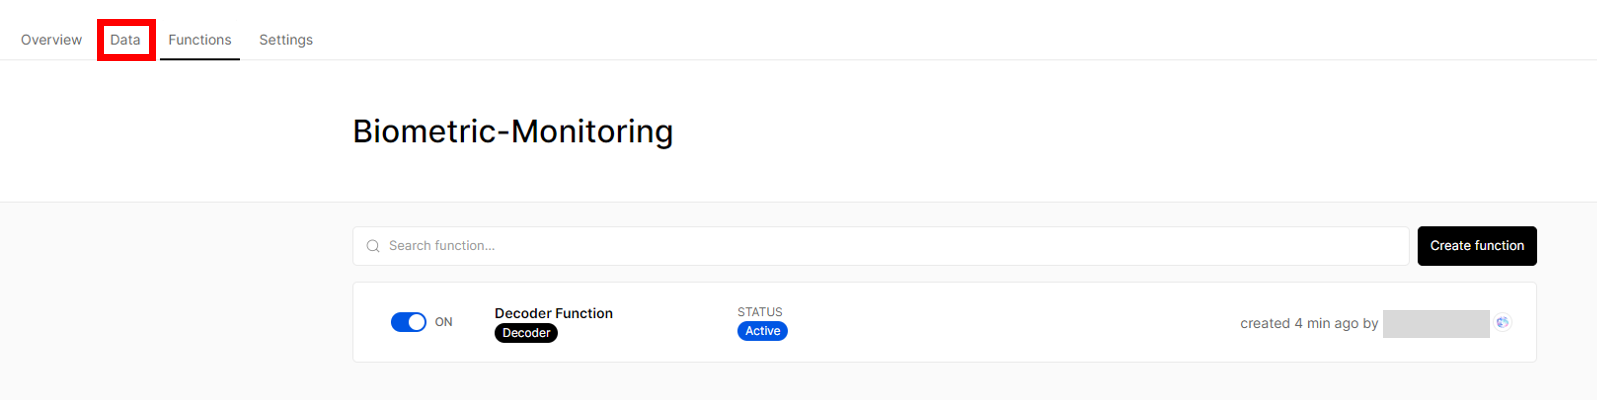 Overview Data Functions Settings
Biometric-Monitoring
Search function...
Create function
ON
Decoder Function
Decoder
STATUS
Active
created 4 min ago by